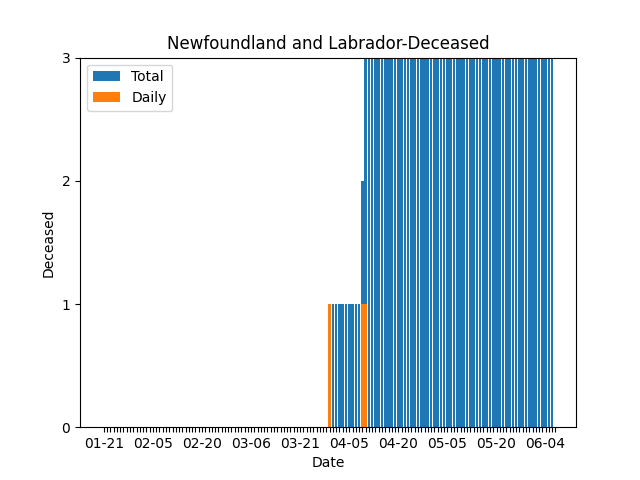 Newfoundland and Labrador-Deceased
Total
Daily
3
2
1
0
Deceased
01-21 02-05 02-20 03-06 03-21 04-05 04-20 05-05 05-20 06-04
Date